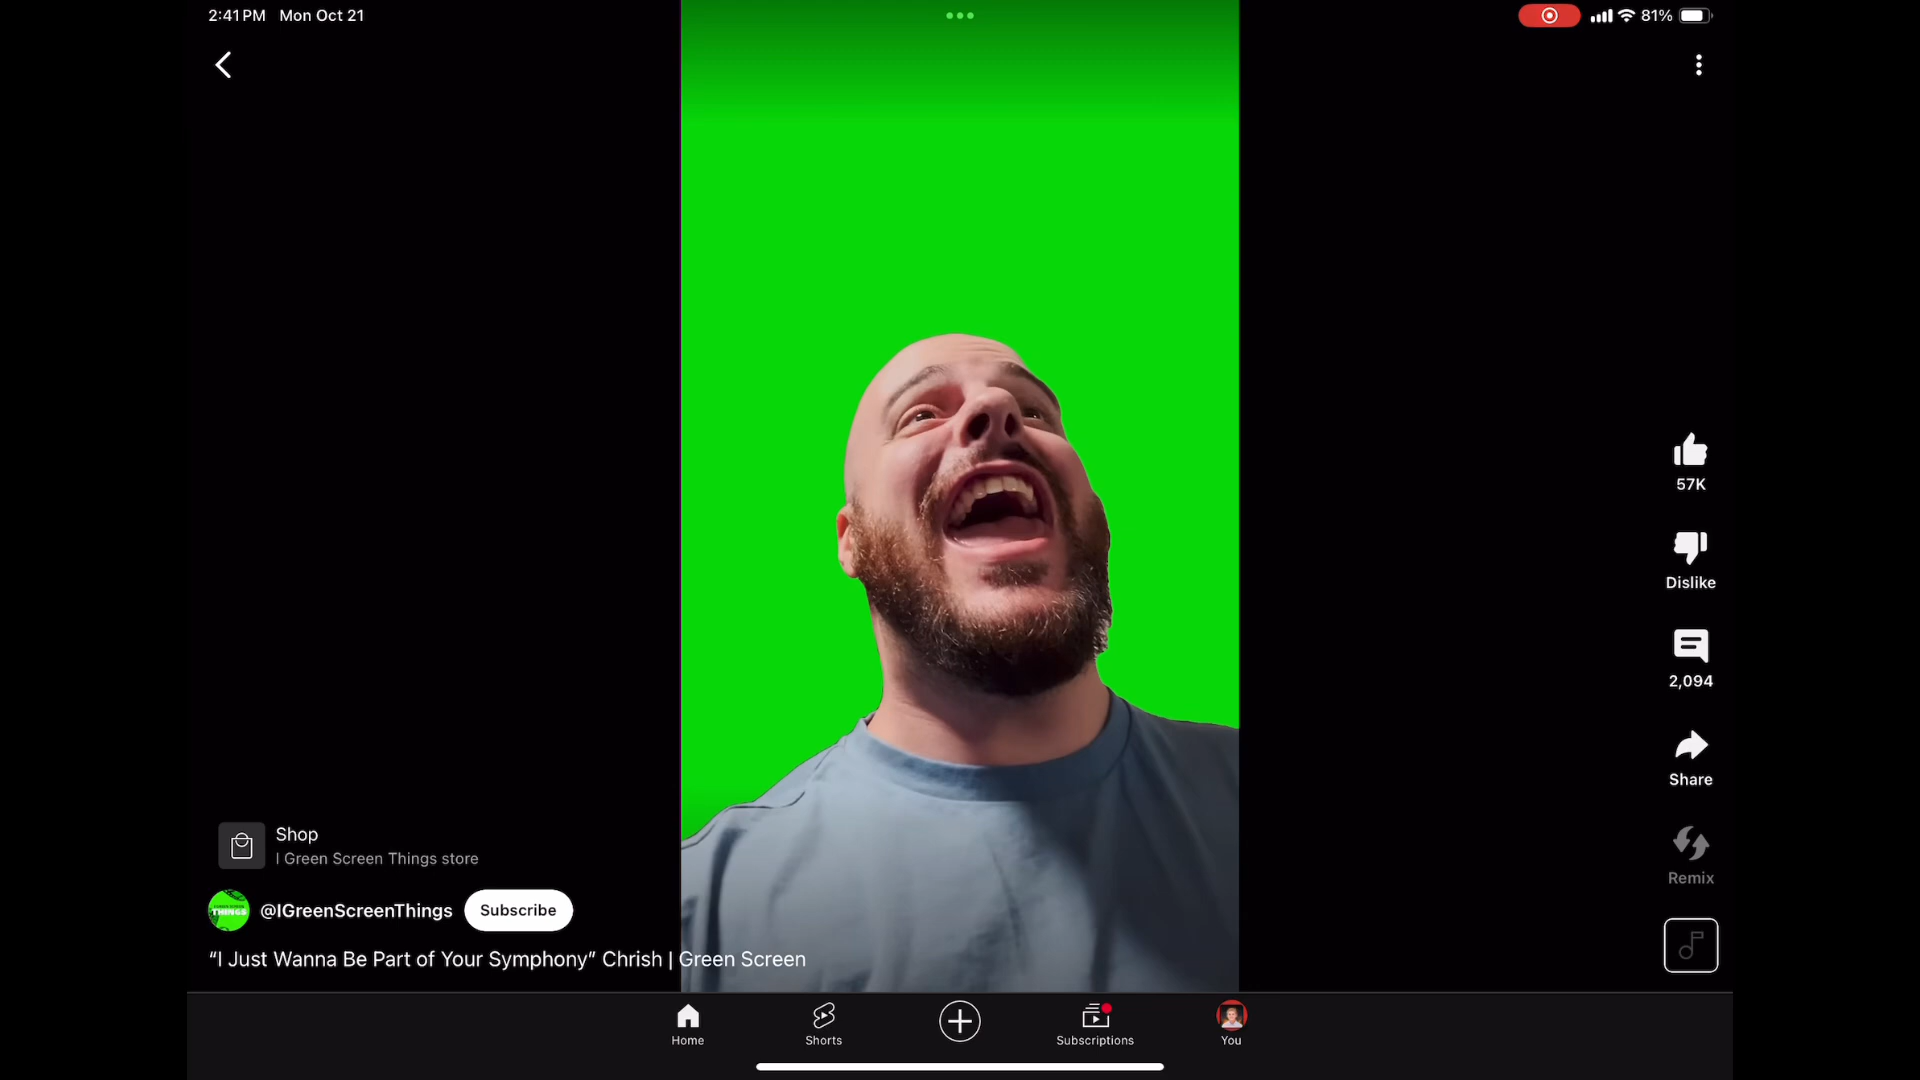 2:41 PM Mon Oct 21
81%
57K
Dislike
2,094
Share
Remix
Shop
I Green Screen Things store
THINGS
@IGreenScreenThings
Subscribe
“I Just Wanna Be Part of Your Symphony” Chrish | Green Screen
Home
Shorts
Subscriptions
You